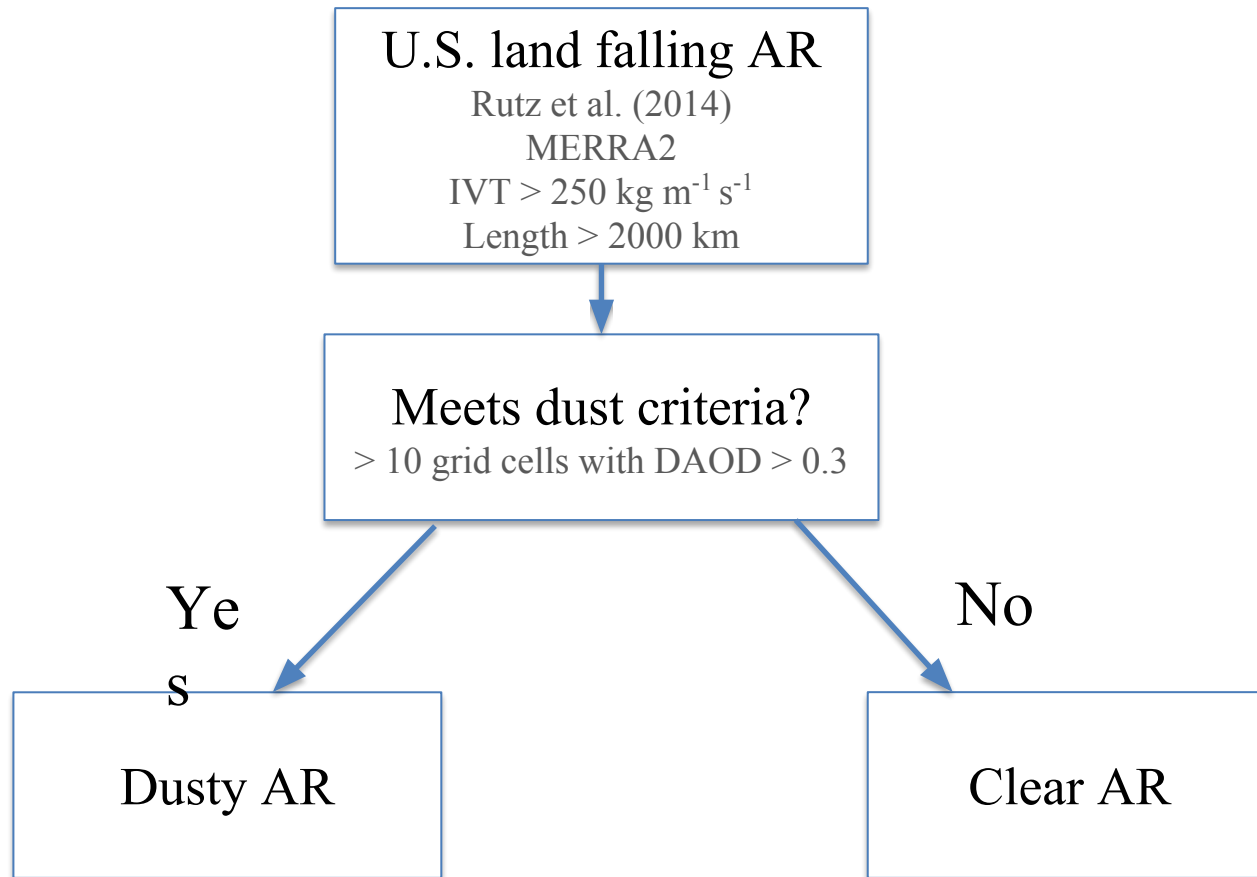 U.S. land falling AR
Rutz et al. (2014)
MERRA2
IVT > 250 kg m⁻¹ s⁻¹
Length > 2000 km
Meets dust criteria?
> 10 grid cells with DAOD > 0.3
Ye
s
No
Dusty AR
Clear AR